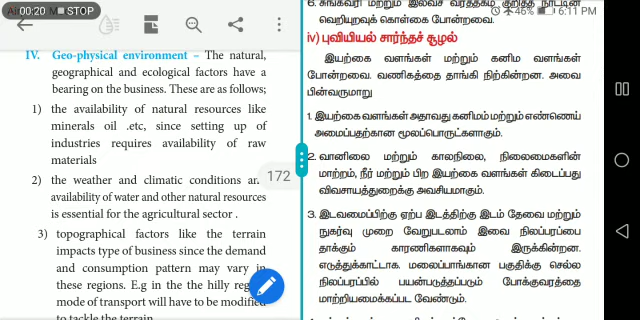 00:20 STOP
46% 6:11 PM
IV. Geo-physical environment – The natural,
geographical and ecological factors have a
bearing on the business. These are as follows;
1) the availability of natural resources like
minerals oil .etc, since setting up of
industries requires availability of raw
materials
2) the weather and climatic conditions an
availability of water and other natural resources
is essential for the agricultural sector .
3) topographical factors like the terrain
impacts type of business since the demand
and consumption pattern may vary in
these regions. E.g in the the hilly reg
mode of transport will have to be modified
to tackle the terrain.
172
6. சுங்கவரி மற்றும் இலவச வர்த்தகம் குறித்த நாட்டின்
வெளியுறவுக் கொள்கை போன்றவை.
iv) புவியியல் சார்ந்தச் சூழல்
இயற்கை வளங்கள் மற்றும் கனிம வளங்கள்
போன்றவை. வணிகத்தை தாங்கி நிற்கின்றன. அவை
பின்வருமாறு
1. இயற்கை வளங்கள் அதாவது கனிமம் மற்றும் எண்ணெய்
அமைப்பதற்கான மூலப்பொருட்களாகும்.
2. வானிலை மற்றும் காலநிலை, நிலைமைகளின்
மாற்றம், நீர் மற்றும் பிற இயற்கை வளங்கள் கிடைப்பது
விவசாயத்துறைக்கு அவசியமாகும்.
3. இடவமைப்பிற்கு ஏற்ப இடத்திற்கு இடம் தேவை மற்றும்
நுகர்வு முறை வேறுபடலாம் இவை நிலப்பரப்பை
தாக்கும் காரணிகளாகவும் இருக்கின்றன.
எடுத்துக்காட்டாக. மலைப்பாங்கான பகுதிக்கு செல்ல
நிலப்பரப்பில் பயன்படுத்தப்படும் போக்குவரத்தை
மாற்றியமைக்கப்பட வேண்டும்.